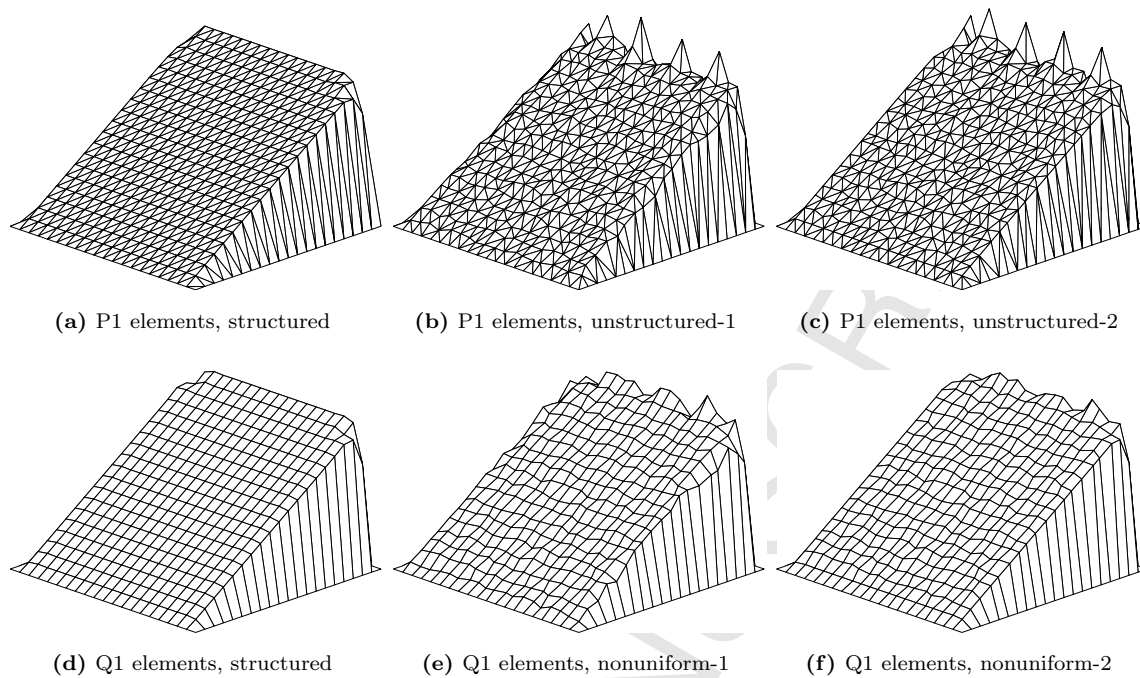 (a) P1 elements, structured
(b) P1 elements, unstructured-1
(c) P1 elements, unstructured-2
(d) Q1 elements, structured
(e) Q1 elements, nonuniform-1
(f) Q1 elements, nonuniform-2